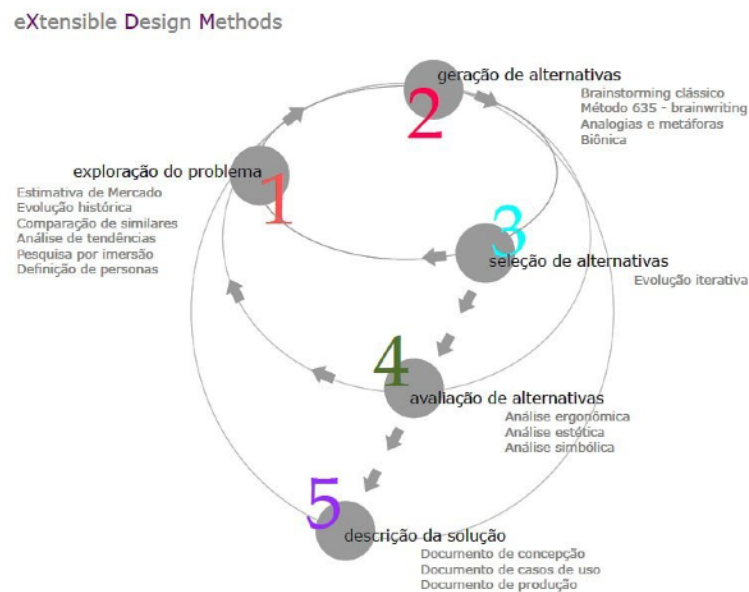 eXtensible Design Methods
geração de alternativas
2
Brainstorming clássico
Método 635 - brainwriting
Analogias e metáforas
Biônica
exploração do problema
1
Estimativa de Mercado
Evolução histórica
Comparação de similares
Análise de tendências
Pesquisa por imersão
Definição de personas
3
seleção de alternativas
Evolução iterativa
4
avaliação de alternativas
Análise ergonômica
Análise estética
Análise simbólica
5
descrição da solução
Documento de concepção
Documento de casos de uso
Documento de produção